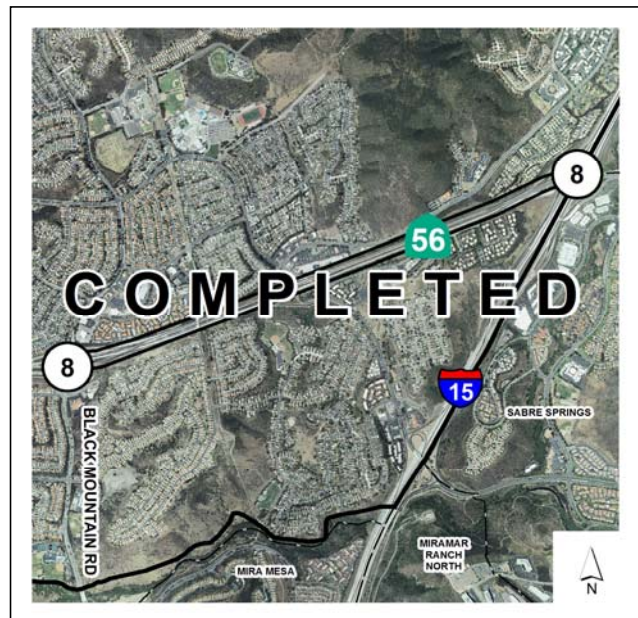 8
56
COMPLETED
8
15
BLACK MOUNTAIN RD
SABRE SPRINGS
MIRA MESA
MIRAMAR
RANCH
NORTH
N